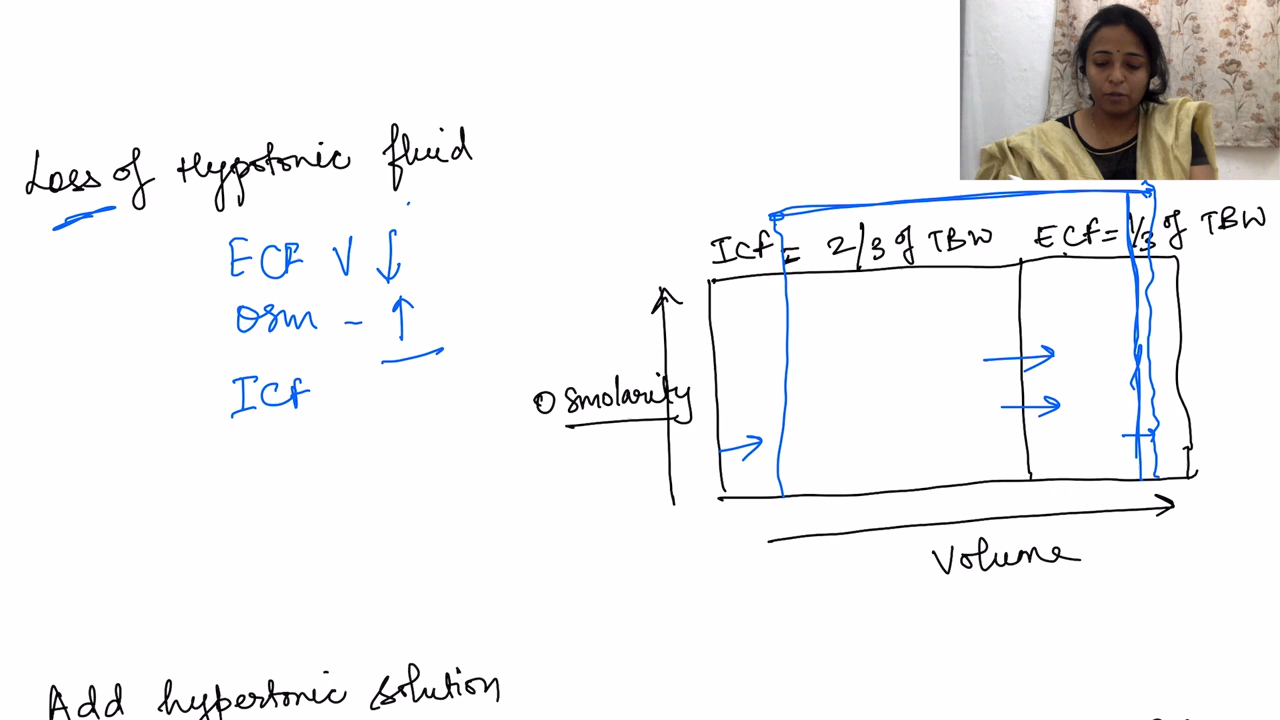 Loss of Hypotonic fluid
ECF V ↓
Osm - ↑
ICf
ICf = 2/3 of TBW
ECf = 1/3 of TBW
Osmolarity
Volume
Add hypertonic solution